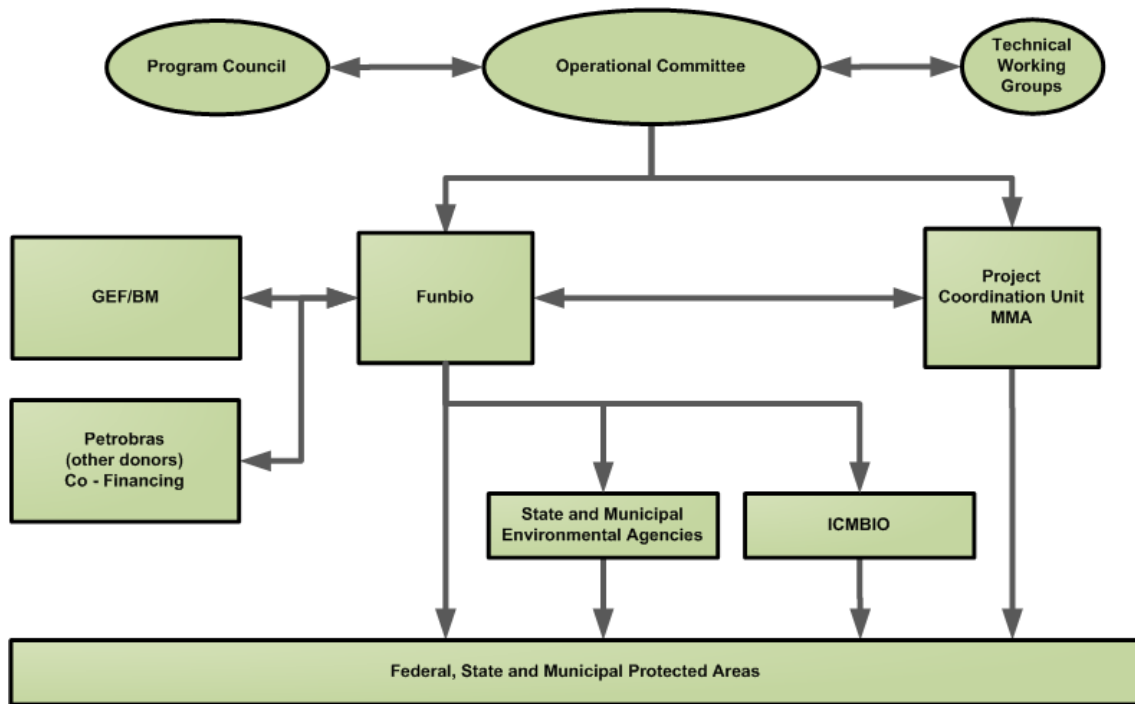 Program Council
Operational Committee
Technical
Working
Groups
GEF/BM
Funbio
Project
Coordination Unit
MMA
Petrobras
(other donors)
Co - Financing
State and Municipal
Environmental Agencies
ICMBIO
Federal, State and Municipal Protected Areas